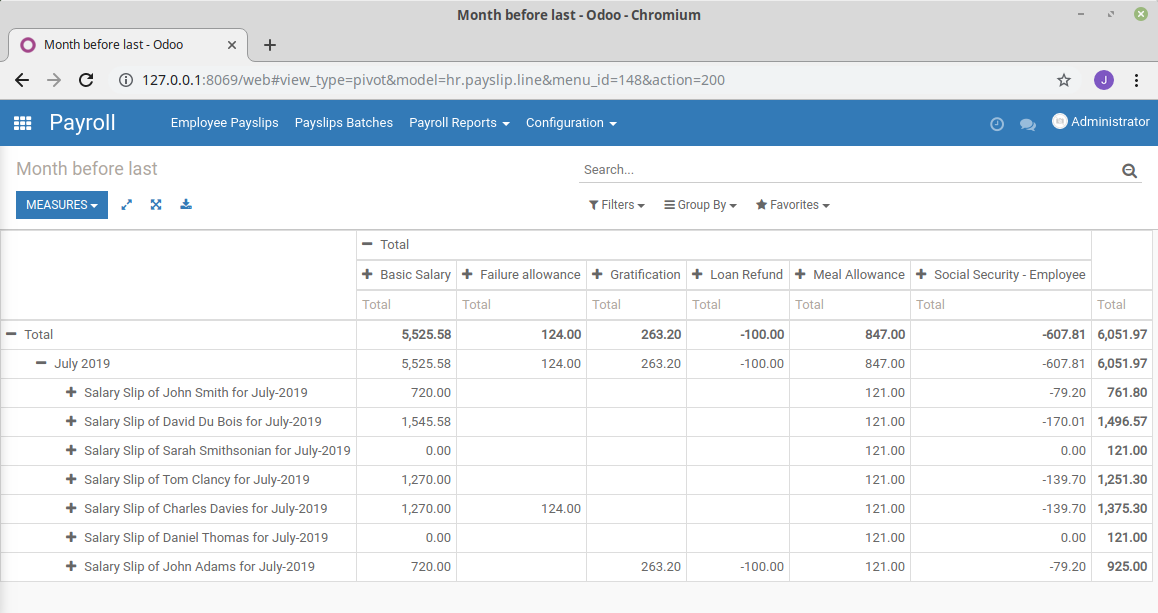 Month before last - Odoo - Chromium
Month before last - Odoo
127.0.0.1:8069/web#view_type=pivot&model=hr.payslip.line&menu_id=148&action=200
J
Payroll Employee Payslips Payslips Batches Payroll Reports Configuration Administrator
Month before last Search...
MEASURES Filters Group By Favorites
Total
Basic Salary Failure allowance Gratification Loan Refund Meal Allowance Social Security - Employee
Total Total Total Total Total Total Total
Total 5,525.58 124.00 263.20 -100.00 847.00 -607.81 6,051.97
July 2019 5,525.58 124.00 263.20 -100.00 847.00 -607.81 6,051.97
Salary Slip of John Smith for July-2019 720.00 121.00 -79.20 761.80
Salary Slip of David Du Bois for July-2019 1,545.58 121.00 -170.01 1,496.57
Salary Slip of Sarah Smithsonian for July-2019 0.00 121.00 0.00 121.00
Salary Slip of Tom Clancy for July-2019 1,270.00 121.00 -139.70 1,251.30
Salary Slip of Charles Davies for July-2019 1,270.00 124.00 121.00 -139.70 1,375.30
Salary Slip of Daniel Thomas for July-2019 0.00 121.00 0.00 121.00
Salary Slip of John Adams for July-2019 720.00 263.20 -100.00 121.00 -79.20 925.00